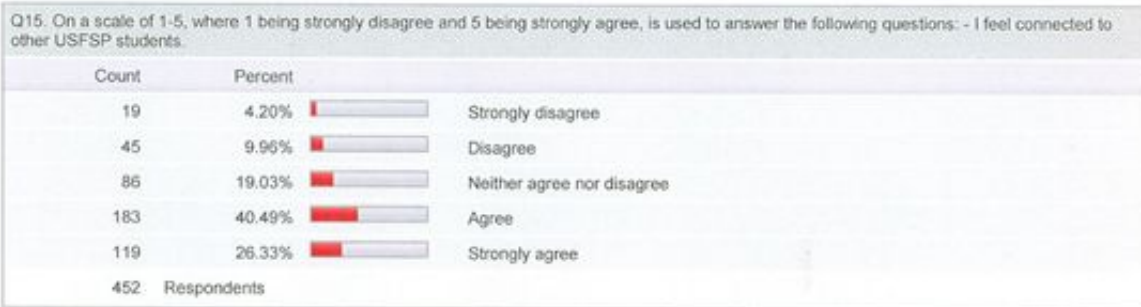 Q15. On a scale of 1-5, where 1 being strongly disagree and 5 being strongly agree, is used to answer the following questions: - I feel connected to
other USFSP students.
Count Percent
19 4.20% Strongly disagree
45 9.96% Disagree
86 19.03% Neither agree nor disagree
183 40.49% Agree
119 26.33% Strongly agree
452 Respondents